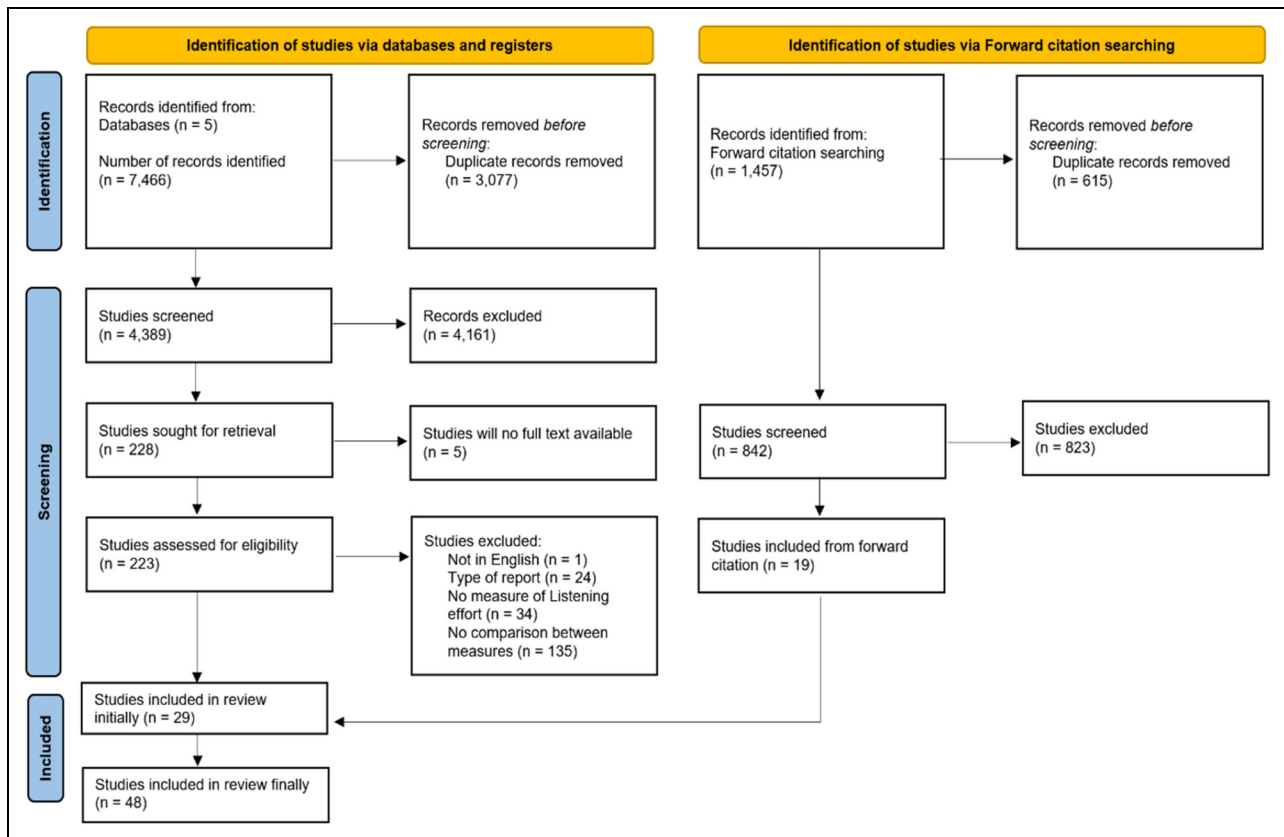 Identification of studies via databases and registers
Identification of studies via Forward citation searching
Identification
Records identified from:
Databases (n = 5)
Number of records identified
(n = 7,466)
Records removed before
screening:
Duplicate records removed
(n = 3,077)
Records identified from:
Forward citation searching
(n = 1,457)
Records removed before
screening:
Duplicate records removed
(n = 615)
Screening
Studies screened
(n = 4,389)
Records excluded
(n = 4,161)
Studies sought for retrieval
(n = 228)
Studies will no full text available
(n = 5)
Studies screened
(n = 842)
Studies excluded
(n = 823)
Studies assessed for eligibility
(n = 223)
Studies excluded:
Not in English (n = 1)
Type of report (n = 24)
No measure of Listening
effort (n = 34)
No comparison between
measures (n = 135)
Studies included from forward
citation (n = 19)
Included
Studies included in review
initially (n = 29)
Studies included in review finally
(n = 48)